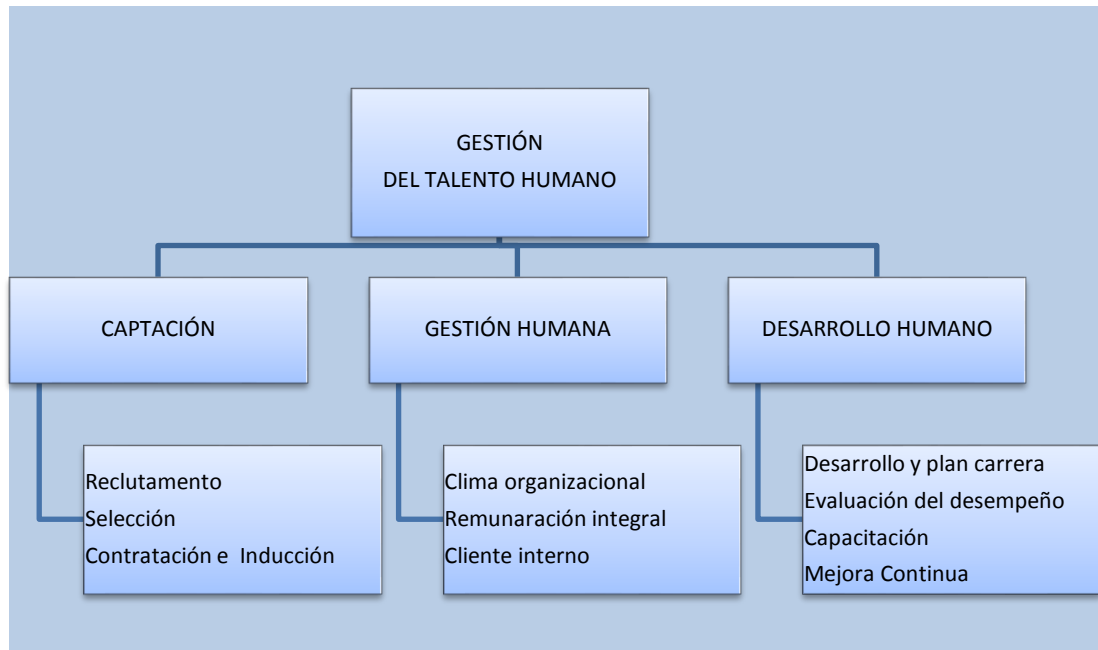 GESTIÓN
DEL TALENTO HUMANO
CAPTACIÓN
GESTIÓN HUMANA
DESARROLLO HUMANO
Reclutamento
Selección
Contratación e Inducción
Clima organizacional
Remunaración integral
Cliente interno
Desarrollo y plan carrera
Evaluación del desempeño
Capacitación
Mejora Continua